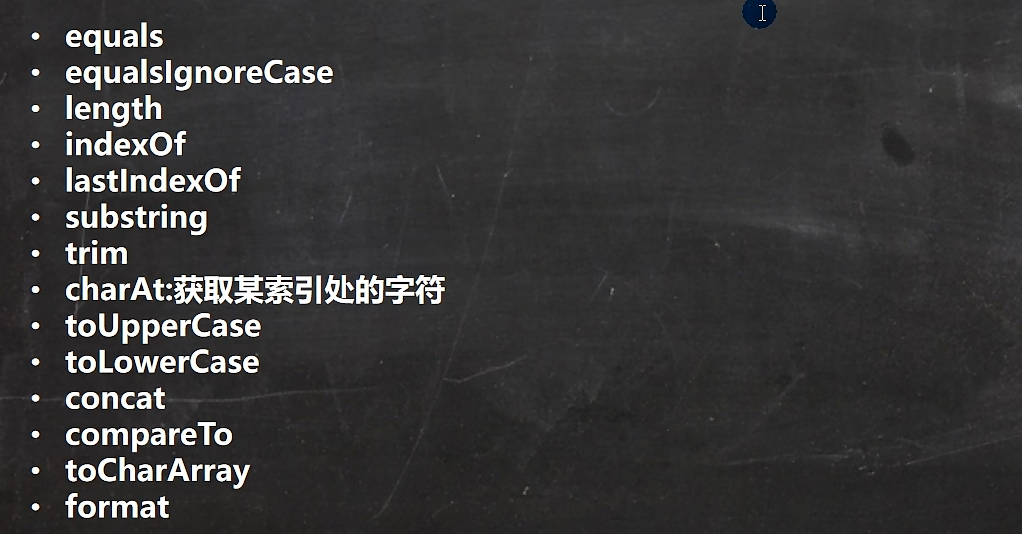 • equals
• equalsIgnoreCase
• length
• indexOf
• lastIndexOf
• substring
• trim
• charAt:获取某索引处的字符
• toUpperCase
• toLowerCase
• concat
• compareTo
• toCharArray
• format